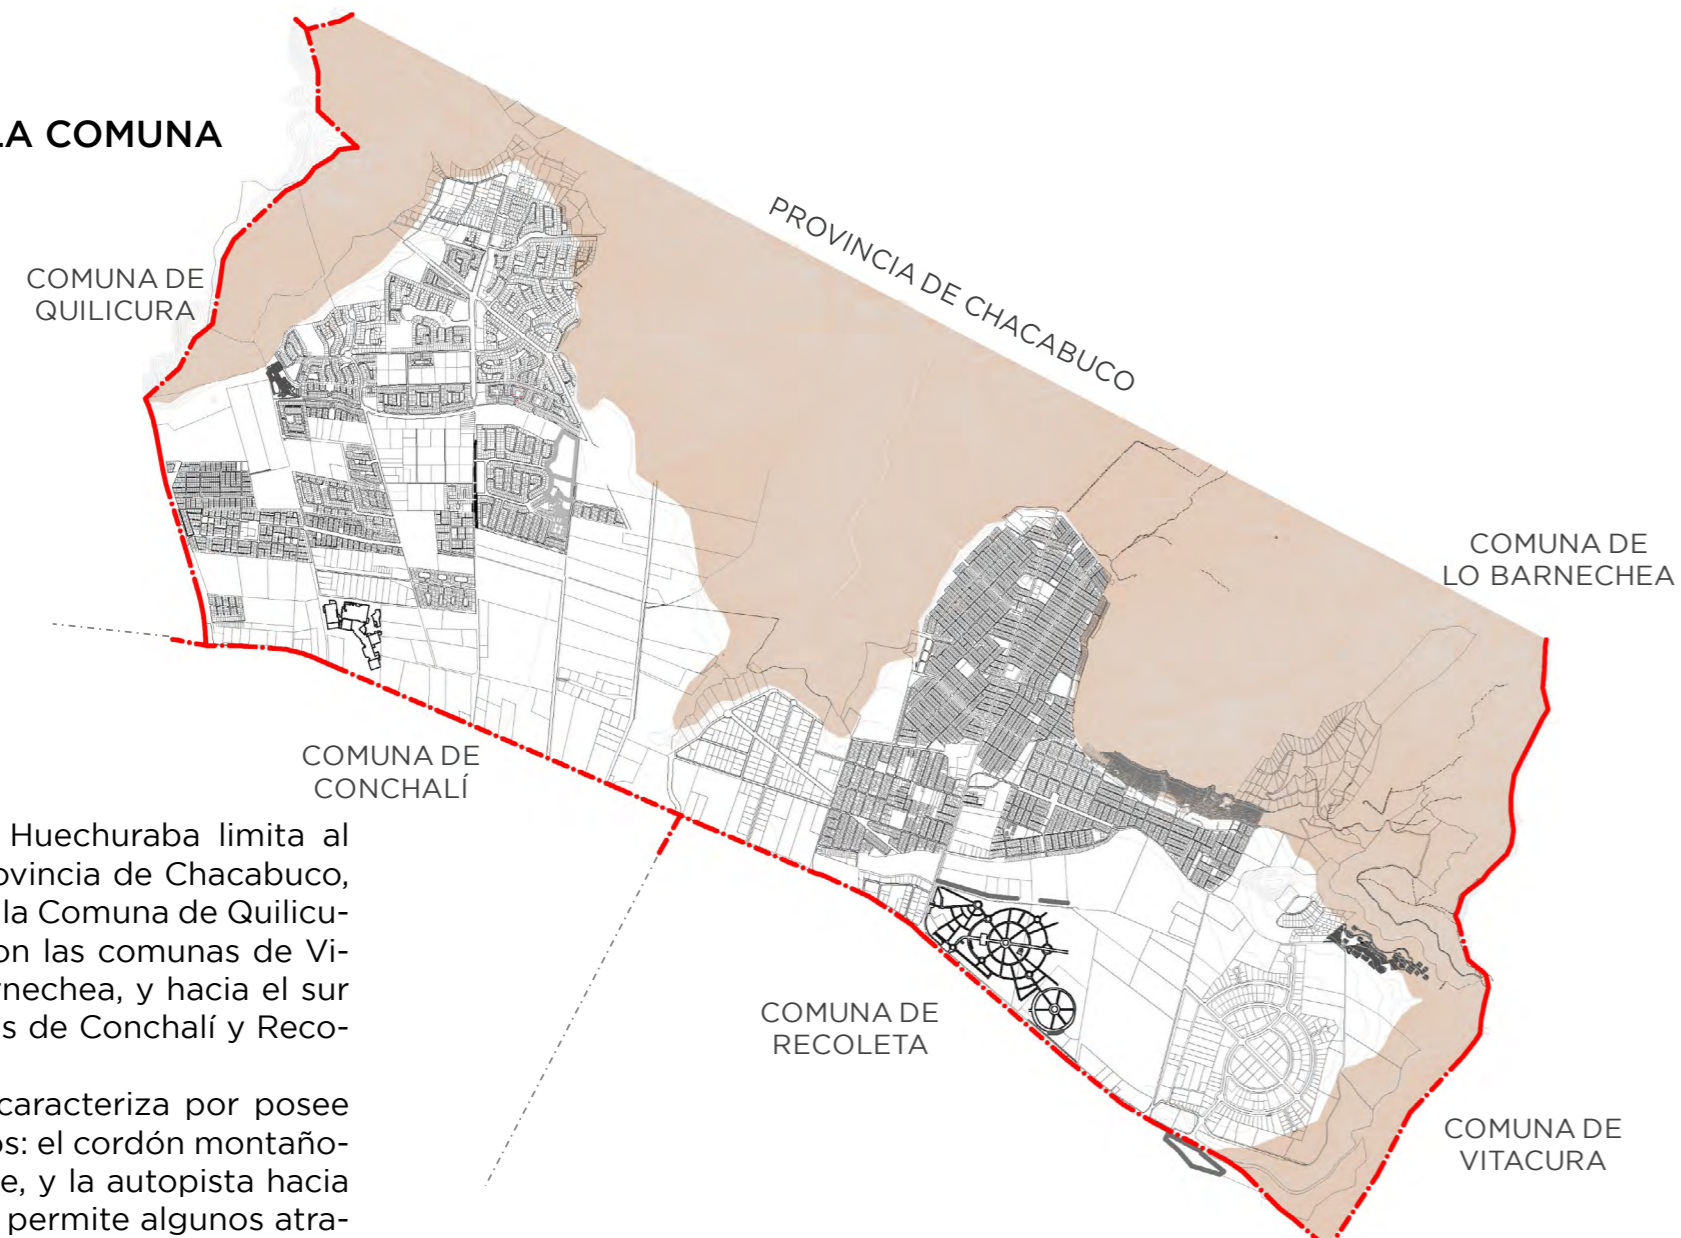 LA COMUNA
PROVINCIA DE CHACABUCO
COMUNA DE
QUILICURA
COMUNA DE
LO BARNECHEA
COMUNA DE
CONCHALÍ
COMUNA DE
RECOLETA
COMUNA DE
VITACURA
Huechuraba limita al
ovincia de Chacabuco,
la Comuna de Quilicu-
on las comunas de Vi-
rnechea, y hacia el sur
s de Conchalí y Reco-
caracteriza por posee
os: el cordón montaño-
e, y la autopista hacia
permite algunos atra-